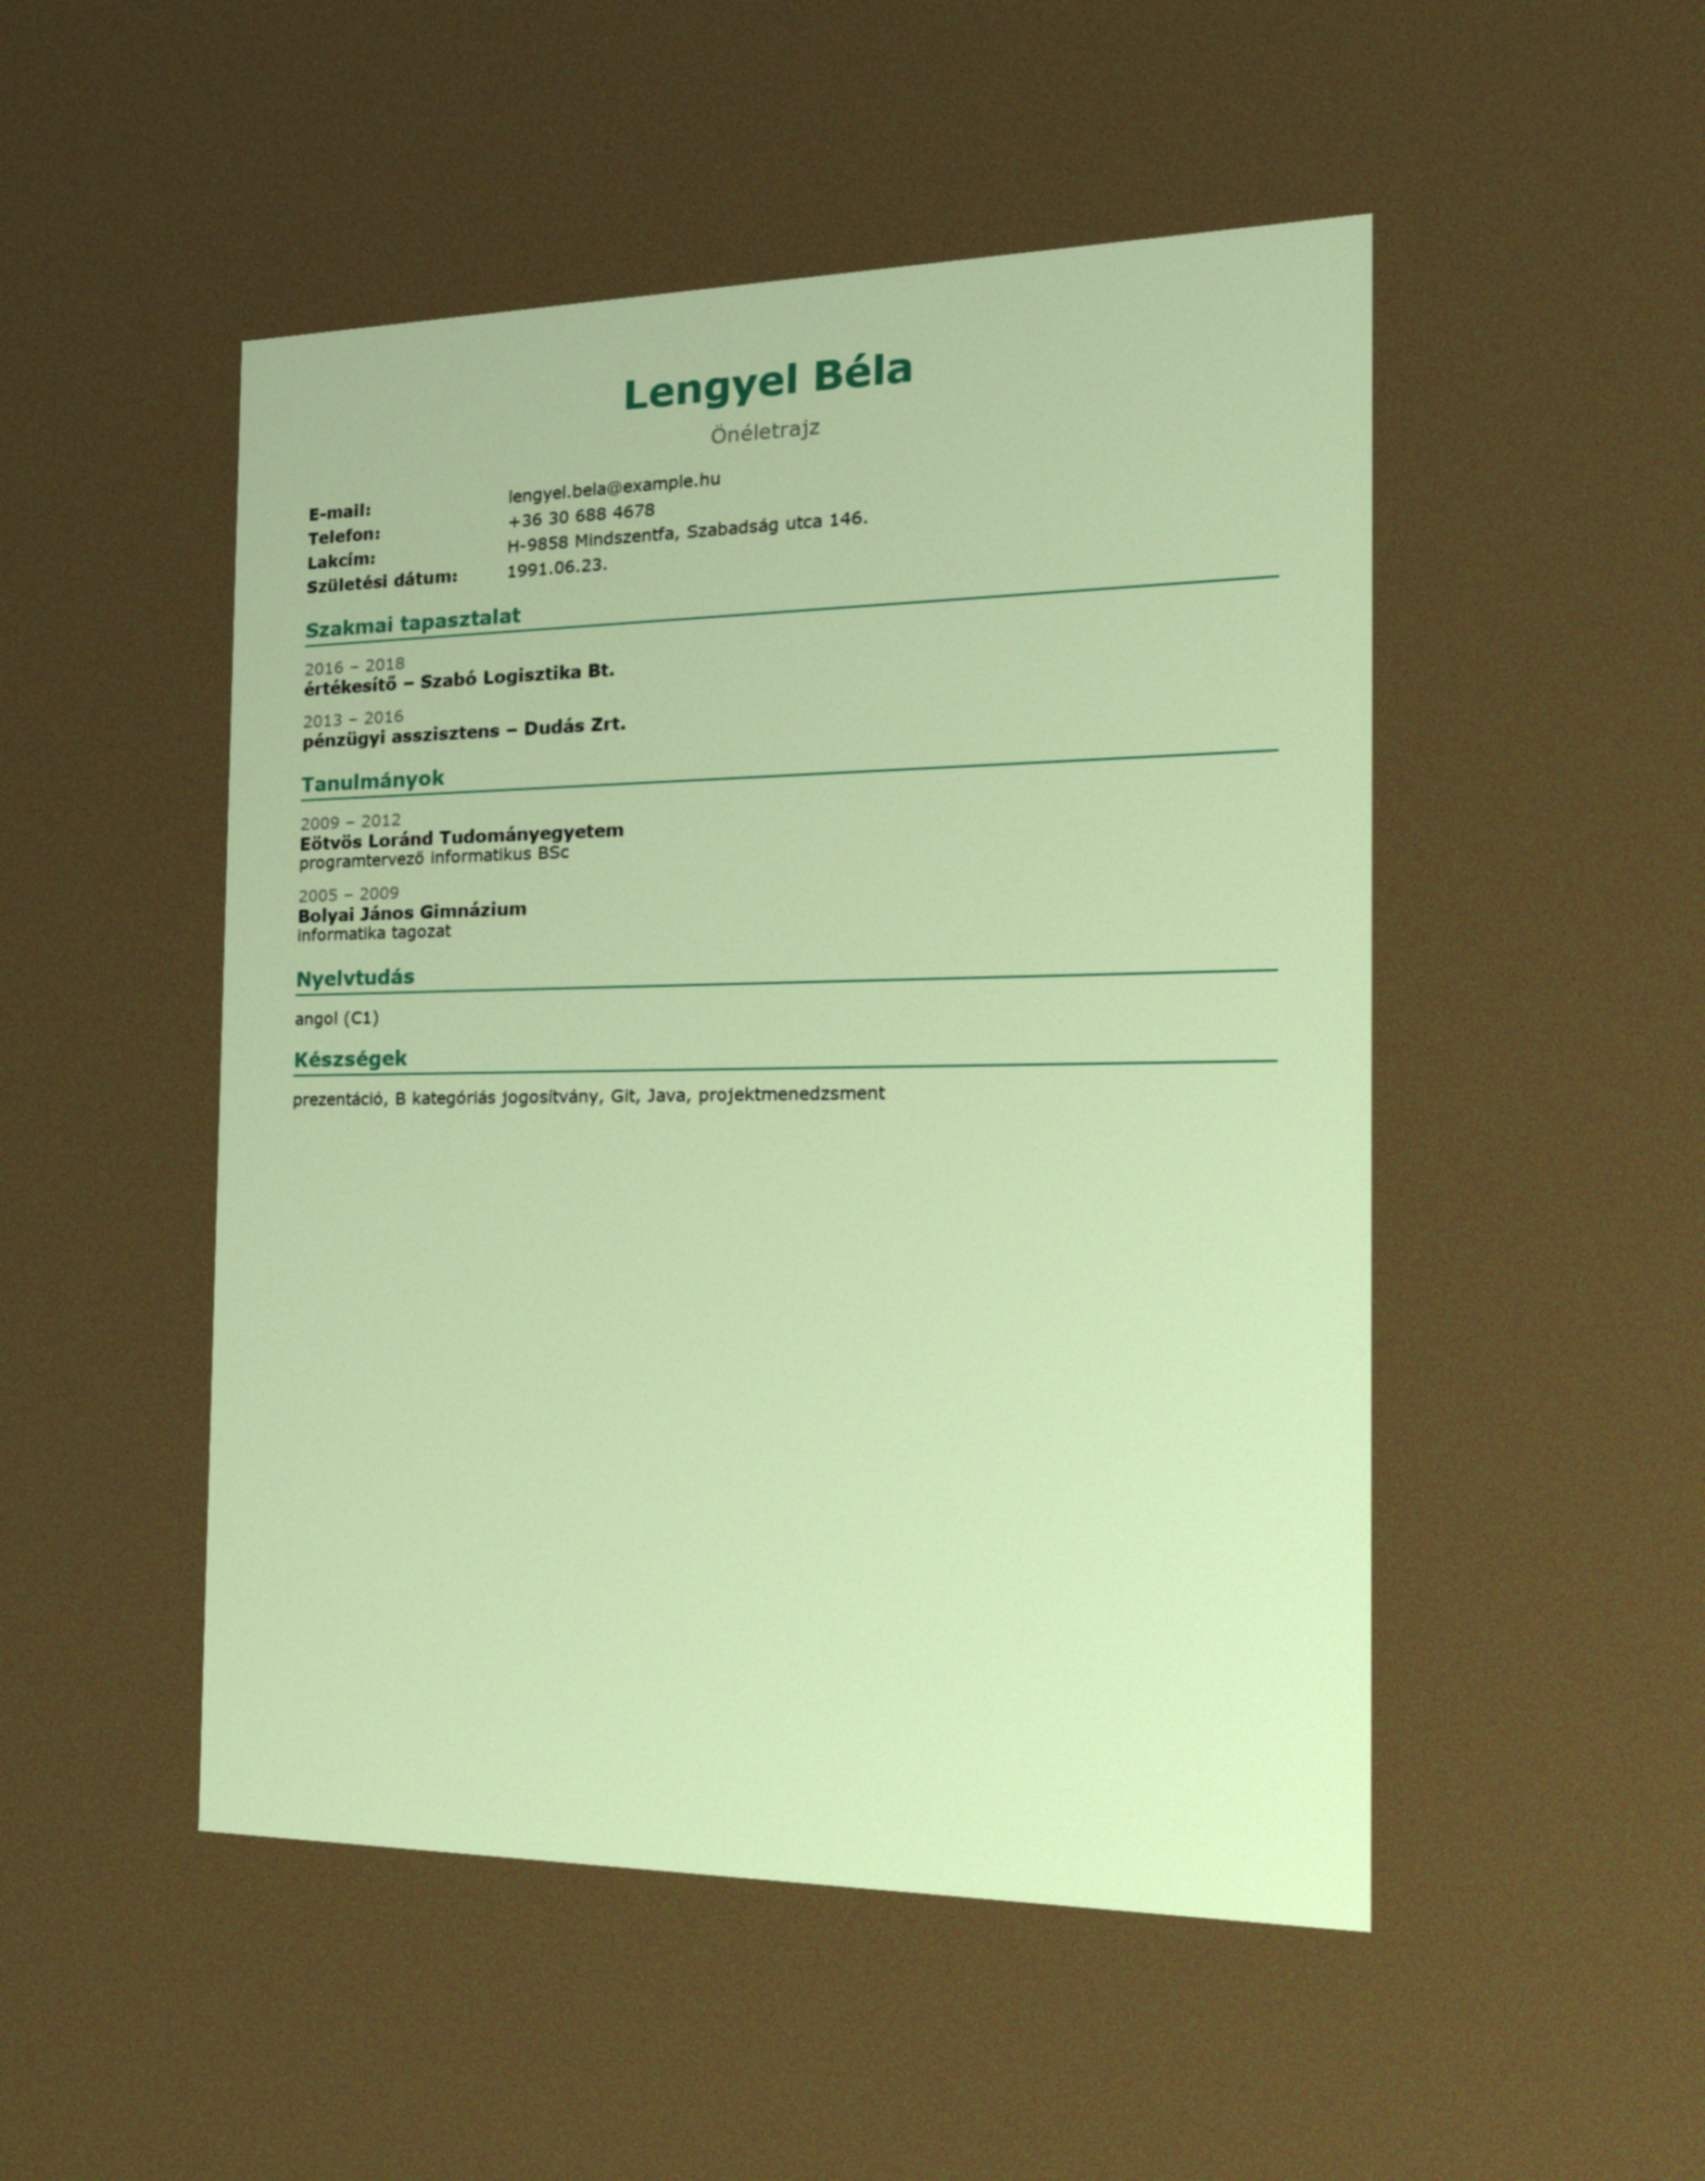 Lengyel Béla
Önéletrajz
E-mail: lengyel.bela@example.hu
Telefon: +36 30 688 4678
Lakcím: H-9858 Mindszentfa, Szabadság utca 146.
Születési dátum: 1991.06.23.
Szakmai tapasztalat
2016 – 2018
értékesítő – Szabó Logisztika Bt.
2013 – 2016
pénzügyi asszisztens – Dudás Zrt.
Tanulmányok
2009 – 2012
Eötvös Loránd Tudományegyetem
programtervező informatikus BSc
2005 – 2009
Bolyai János Gimnázium
informatika tagozat
Nyelvtudás
angol (C1)
Készségek
prezentáció, B kategóriás jogosítvány, Git, Java, projektmenedzsment